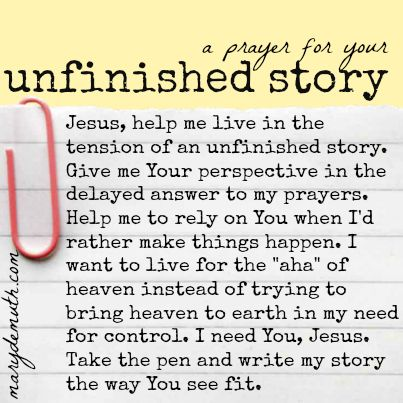 a prayer for your
unfinished story
Jesus, help me live in the
tension of an unfinished story.
Give me Your perspective in the
delayed answer to my prayers.
Help me to rely on You when I'd
rather make things happen. I
want to live for the "aha" of
heaven instead of trying to
bring heaven to earth in my need
for control. I need You, Jesus.
Take the pen and write my story
the way You see fit.
marydemuth.com